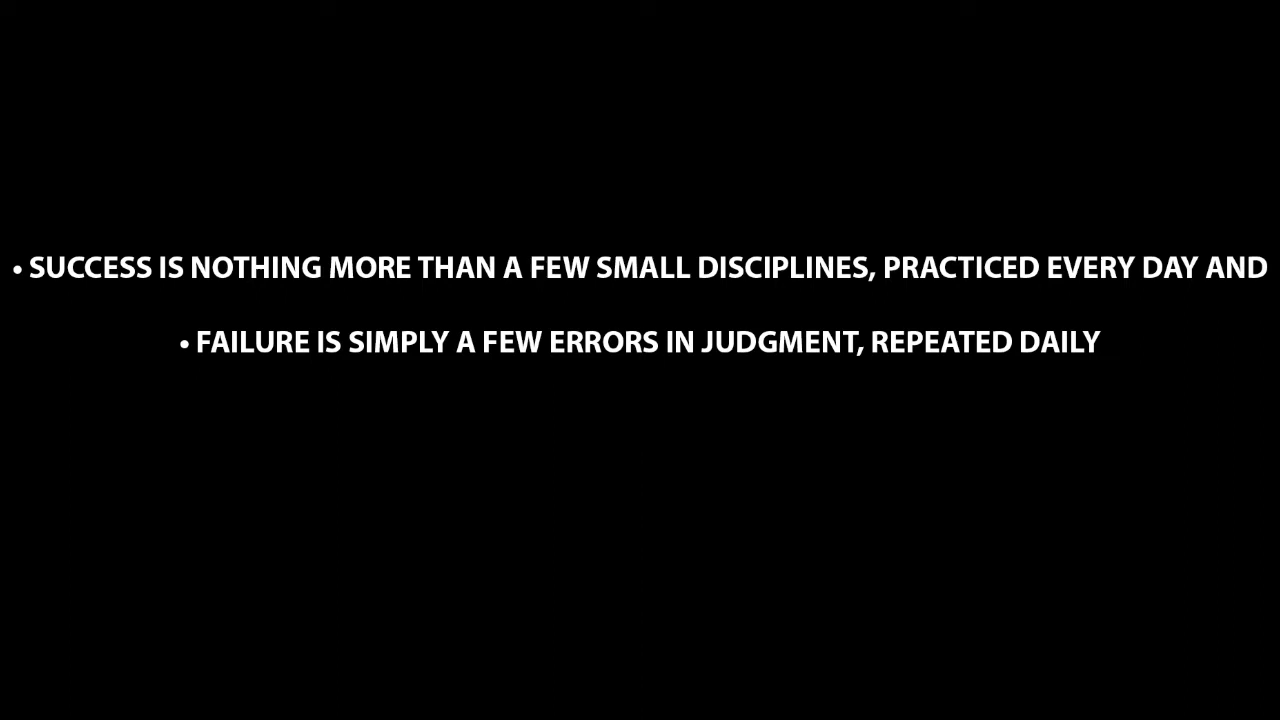 • SUCCESS IS NOTHING MORE THAN A FEW SMALL DISCIPLINES, PRACTICED EVERY DAY AND
• FAILURE IS SIMPLY A FEW ERRORS IN JUDGMENT, REPEATED DAILY